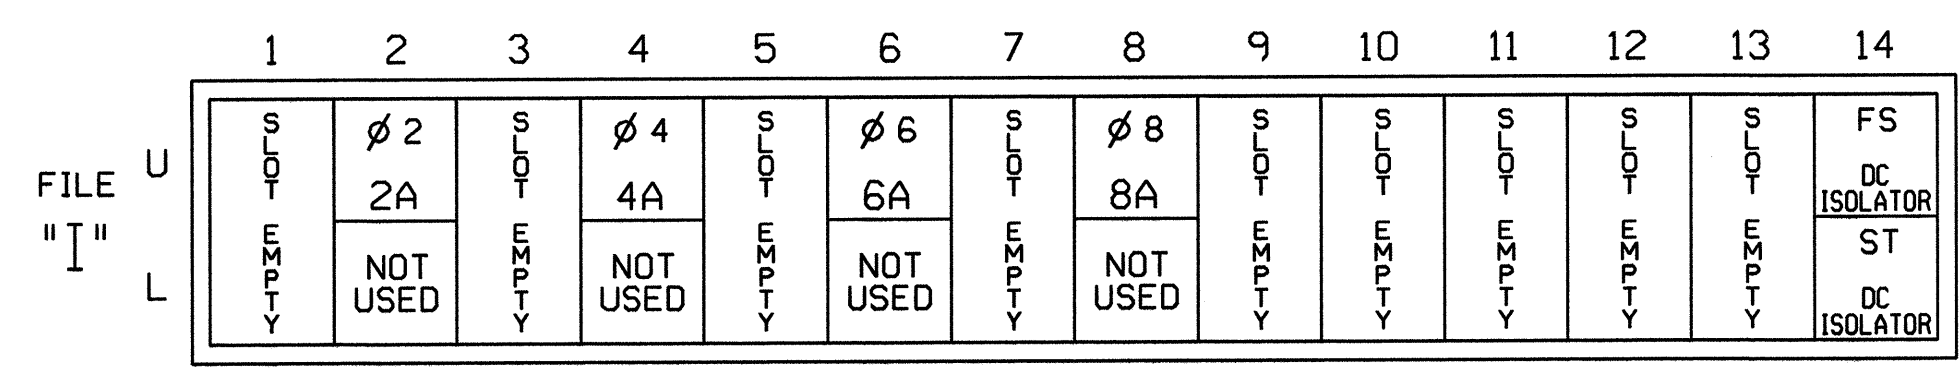 1 2 3 4 5 6 7 8 9 10 11 12 13 14
FILE
"I"
U
L
SLOT EMPTY
Ø 2
2A
NOT
USED
SLOT EMPTY
Ø 4
4A
NOT
USED
SLOT EMPTY
Ø 6
6A
NOT
USED
SLOT EMPTY
Ø 8
8A
NOT
USED
SLOT EMPTY
SLOT EMPTY
SLOT EMPTY
SLOT EMPTY
SLOT EMPTY
FS
DC
ISOLATOR
ST
DC
ISOLATOR